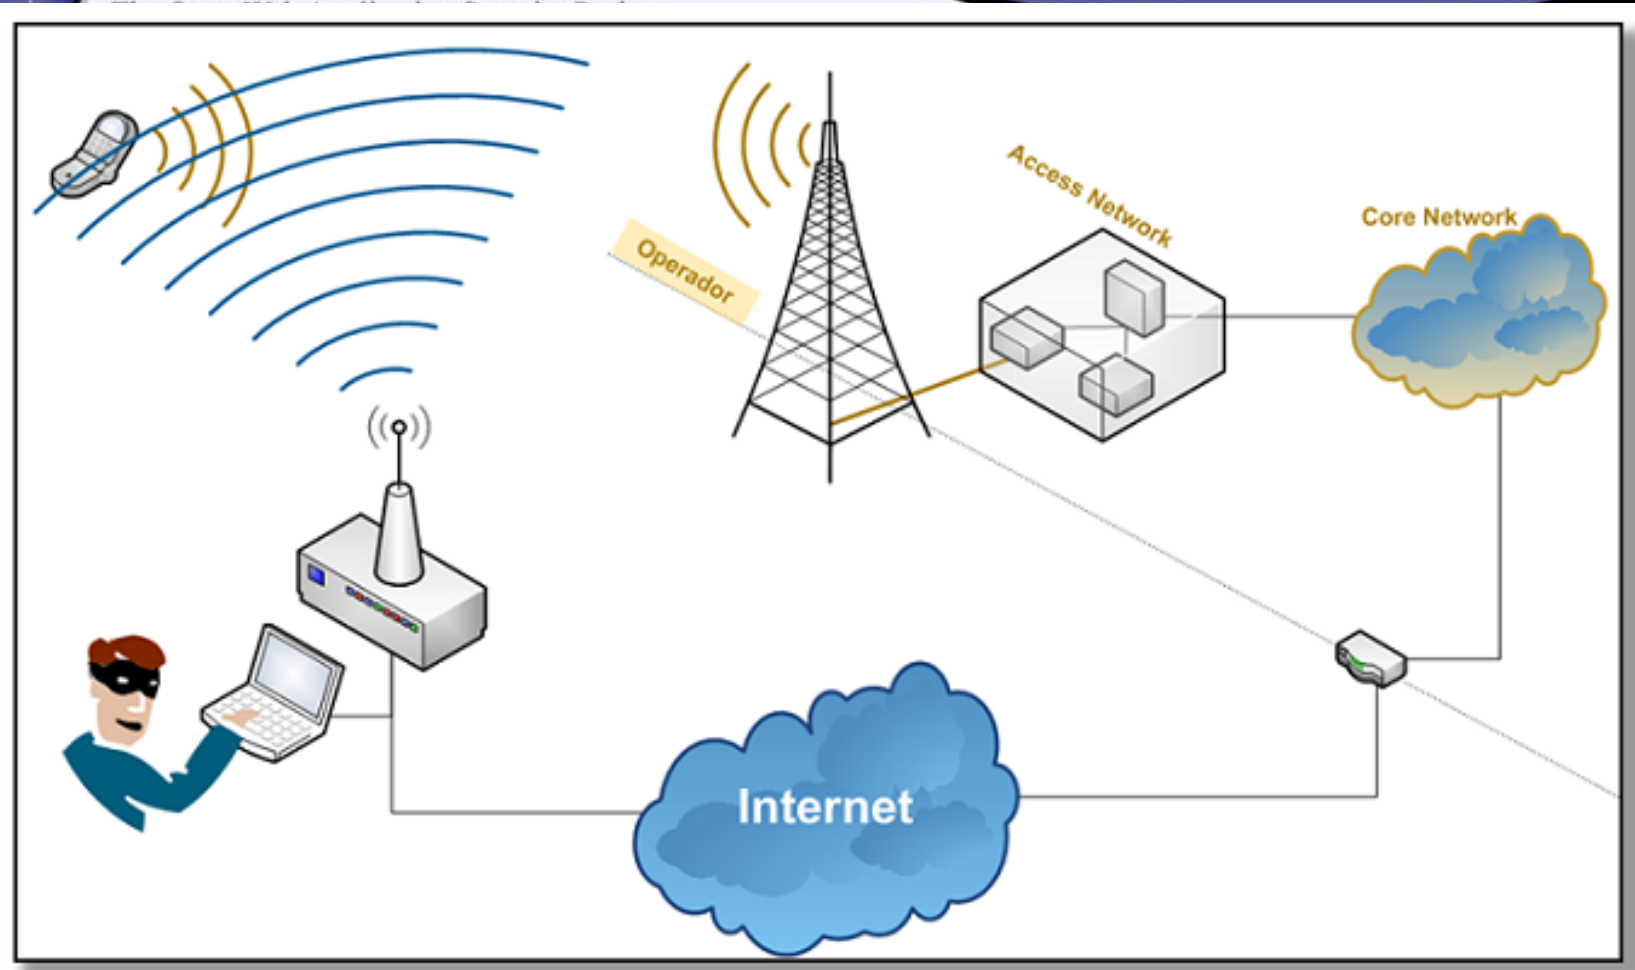 Access Network
Core Network
Operador
Internet